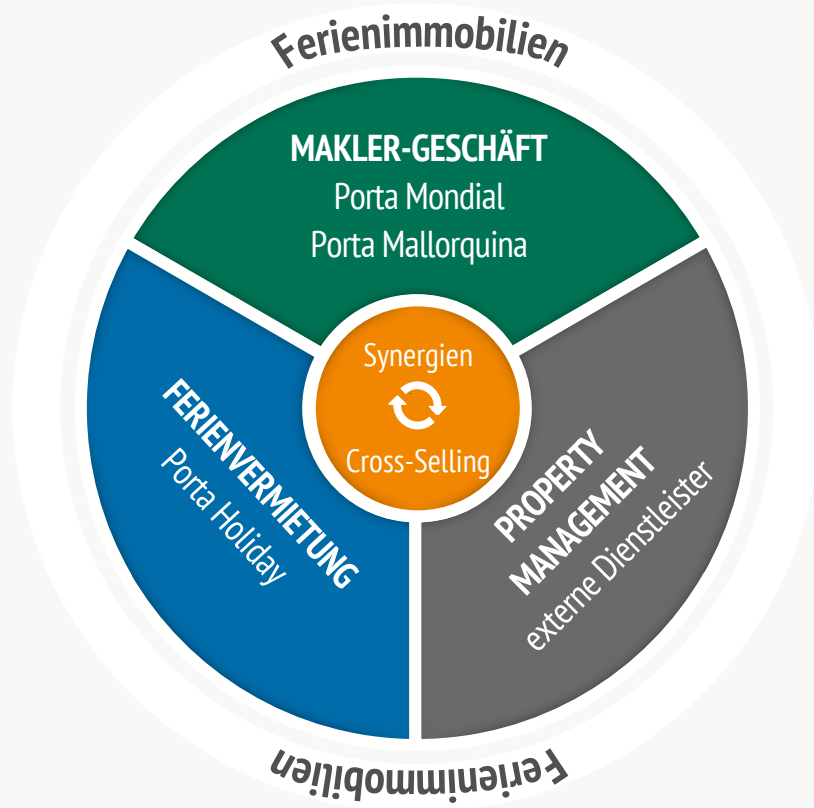 Ferienimmobilien
MAKLER-GESCHÄFT
Porta Mondial
Porta Mallorquina
Synergien
Cross-Selling
FERIENVERMIETUNG
Porta Holiday
PROPERTY
MANAGEMENT
externe Dienstleister
Ferienimmobilien